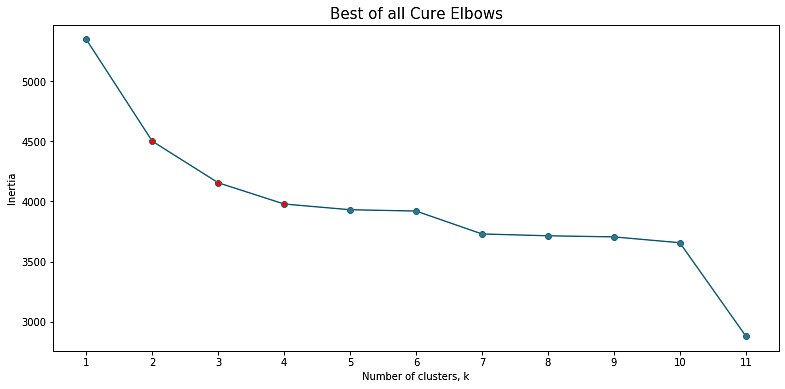 Best of all Cure Elbows
Inertia
5000
4500
4000
3500
3000
1 2 3 4 5 6 7 8 9 10 11
Number of clusters, k